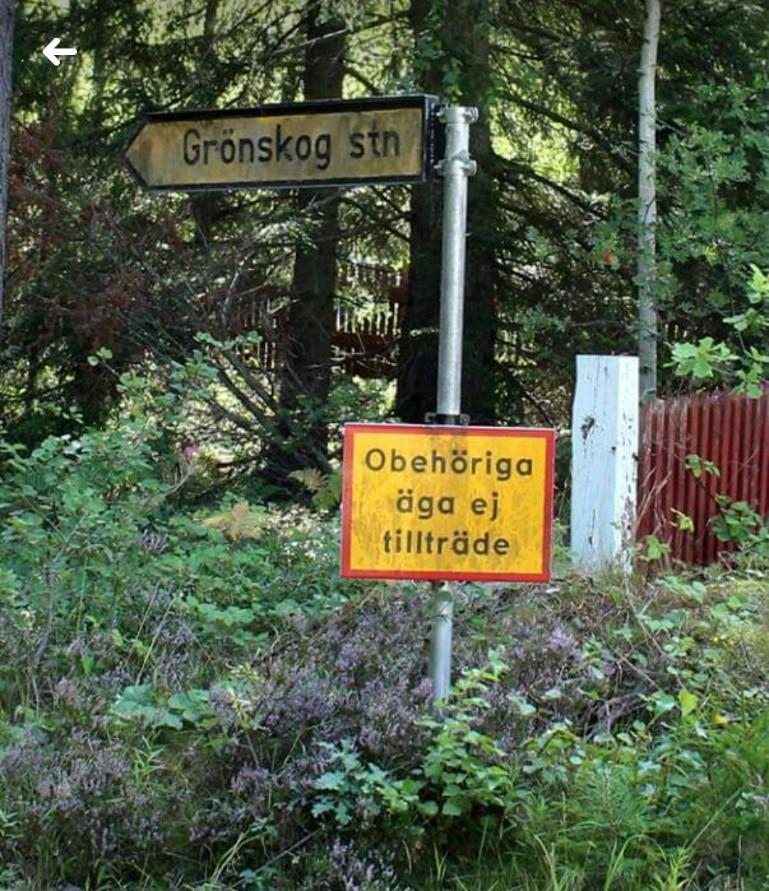 Grönskog stn
Obehöriga
äga ej
tillträde